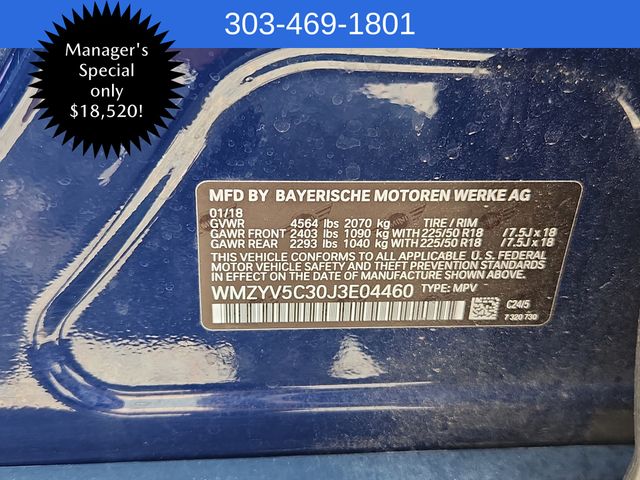 303-469-1801
Manager's
Special
only
$18,520!
MFD BY BAYERISCHE MOTOREN WERKE AG
01/18
GVWR 4564 lbs 2070 kg TIRE / RIM
GAWR FRONT 2403 lbs 1090 kg WITH 225/50 R18 / 7.5J x 18
GAWR REAR 2293 lbs 1040 kg WITH 225/50 R18 / 7.5J x 18
THIS VEHICLE CONFORMS TO ALL APPLICABLE U. S. FEDERAL
MOTOR VEHICLE SAFETY AND THEFT PREVENTION STANDARDS
IN EFFECT ON THE DATE OF MANUFACTURE SHOWN ABOVE.
WMZYV5C30J3E04460 TYPE: MPV
C24/5
7 320 730